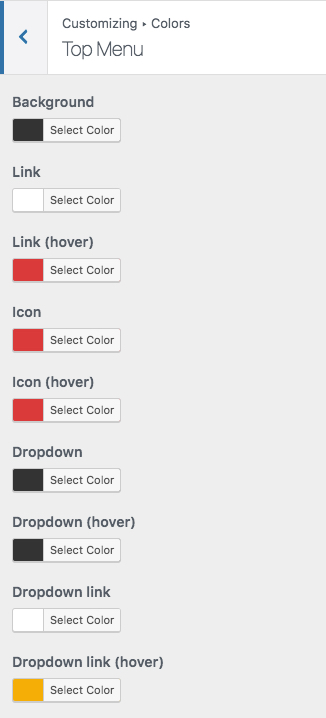 Customizing ▸ Colors
Top Menu
Background
Select Color
Link
Select Color
Link (hover)
Select Color
Icon
Select Color
Icon (hover)
Select Color
Dropdown
Select Color
Dropdown (hover)
Select Color
Dropdown link
Select Color
Dropdown link (hover)
Select Color